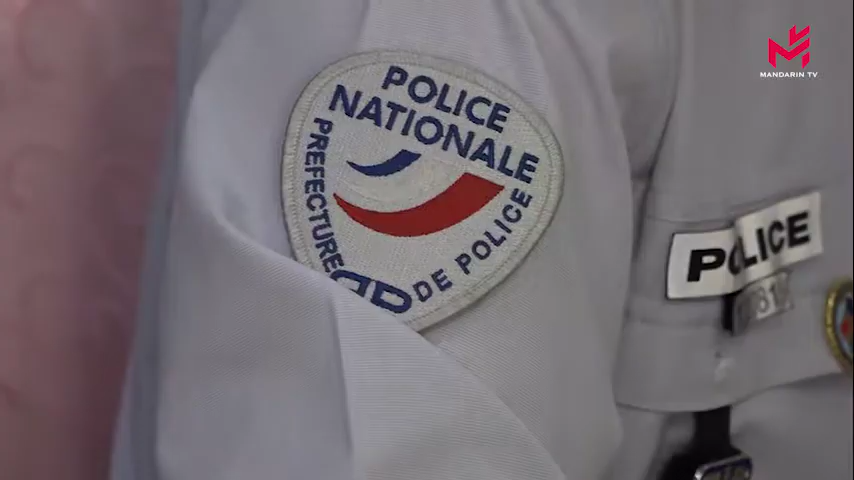 MANDARIN TV
POLICE
NATIONALE
PREFECTURE
DE POLICE
POLICE